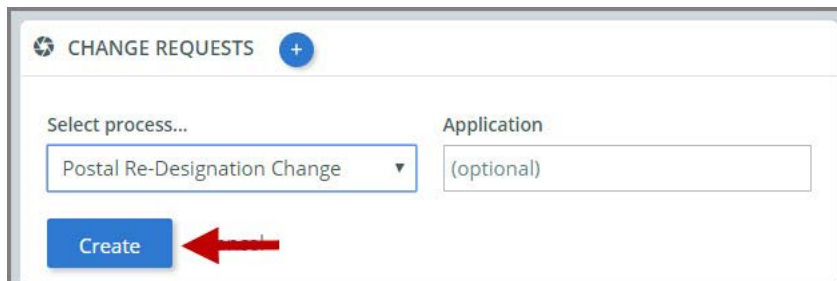 CHANGE REQUESTS +
Select process... Application
Postal Re-Designation Change (optional)
Create